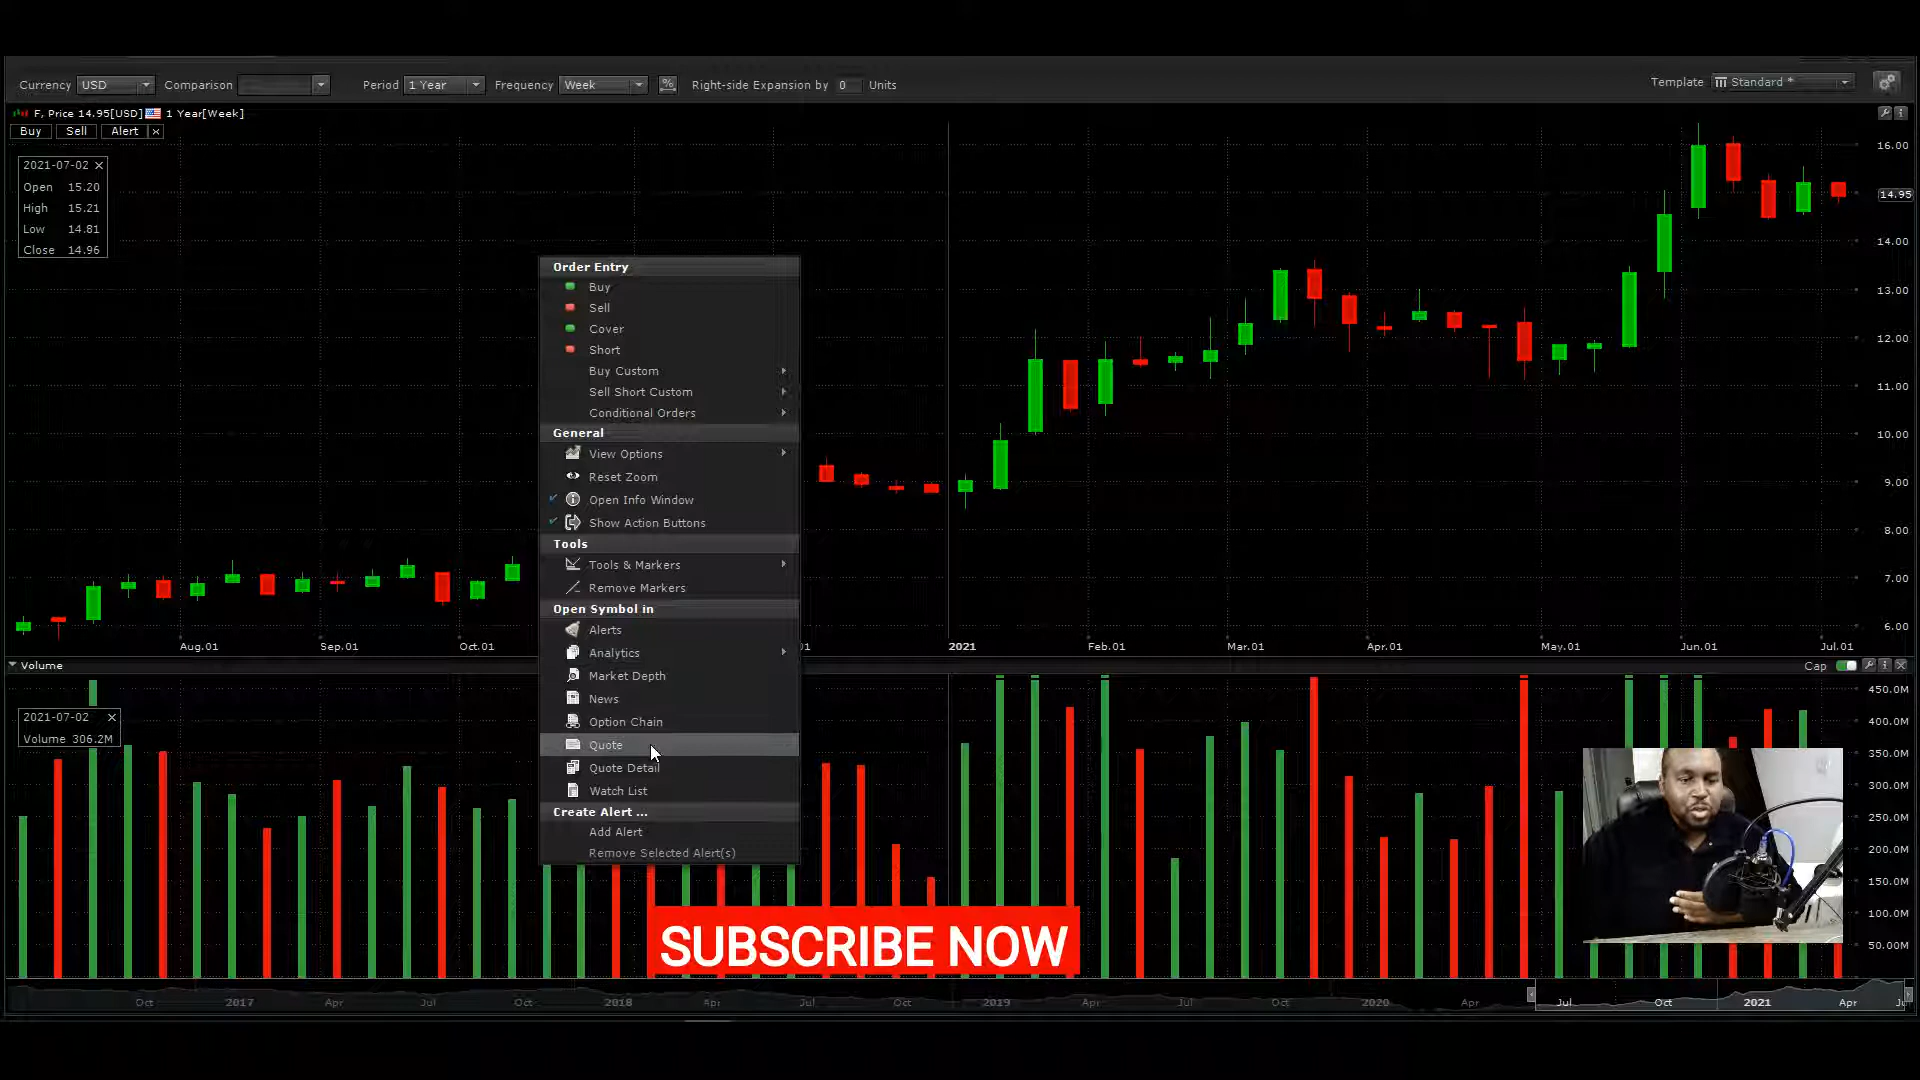 Currency USD Comparison Period 1 Year Frequency Week % Right-side Expansion by 0 Units Template Standard *
F, Price 14.95[USD] 1 Year[Week]
Buy Sell Alert
2021-07-02
Open 15.20
High 15.21
Low 14.81
Close 14.96
16.00
14.95
14.00
13.00
12.00
11.00
10.00
9.00
8.00
7.00
6.00
Order Entry
Buy
Sell
Cover
Short
Buy Custom
Sell Short Custom
Conditional Orders
General
View Options
Reset Zoom
Open Info Window
Show Action Buttons
Tools
Tools & Markers
Remove Markers
Open Symbol in
Alerts
Analytics
Market Depth
News
Option Chain
Quote
Quote Detail
Watch List
Create Alert ...
Add Alert
Remove Selected Alert(s)
Aug.01 Sep.01 Oct.01 2021 Feb.01 Mar.01 Apr.01 May.01 Jun.01 Jul.01
Volume Cap
2021-07-02
Volume 306.2M
450.0M
400.0M
350.0M
300.0M
250.0M
200.0M
150.0M
100.0M
50.00M
SUBSCRIBE NOW
Oct 2017 Apr Jul Oct 2018 Apr Jul Oct 2019 Apr Jul Oct 2020 Apr Jul Oct 2021 Apr